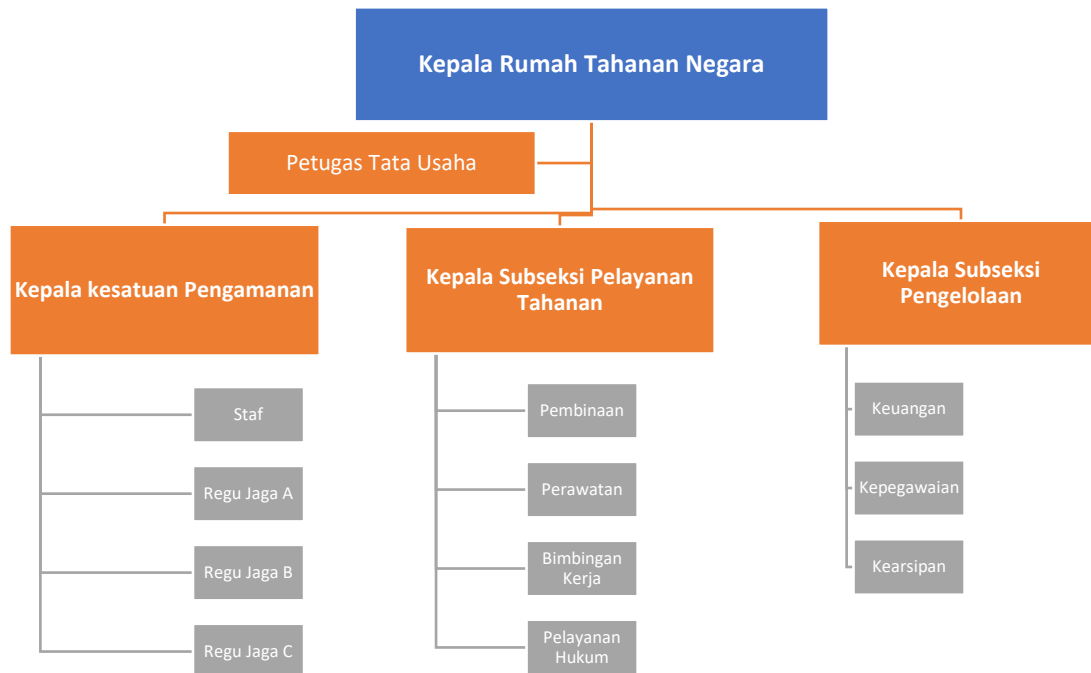 Kepala Rumah Tahanan Negara
Petugas Tata Usaha
Kepala kesatuan Pengamanan
Staf
Regu Jaga A
Regu Jaga B
Regu Jaga C
Kepala Subseksi Pelayanan
Tahanan
Pembinaan
Perawatan
Bimbingan
Kerja
Pelayanan
Hukum
Kepala Subseksi
Pengelolaan
Keuangan
Kepegawaian
Kearsipan